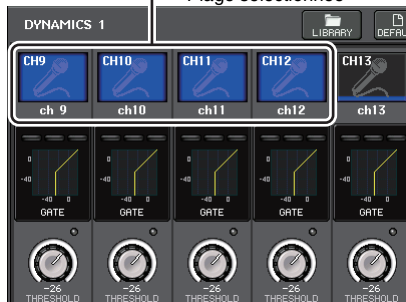 Plage sélectionnée
DYNAMICS 1
LIBRARY
CH9 CH10 CH11 CH12 CH13
ch 9 ch10 ch11 ch12 ch13
0 0 0 0 0
-40 -40 -40 -40 -40
-40 0 -40 0 -40 0 -40 0 -40 0
GATE GATE GATE GATE GATE
-26 -26 -26 -26 -26
THRESHOLD THRESHOLD THRESHOLD THRESHOLD THRESHOLD